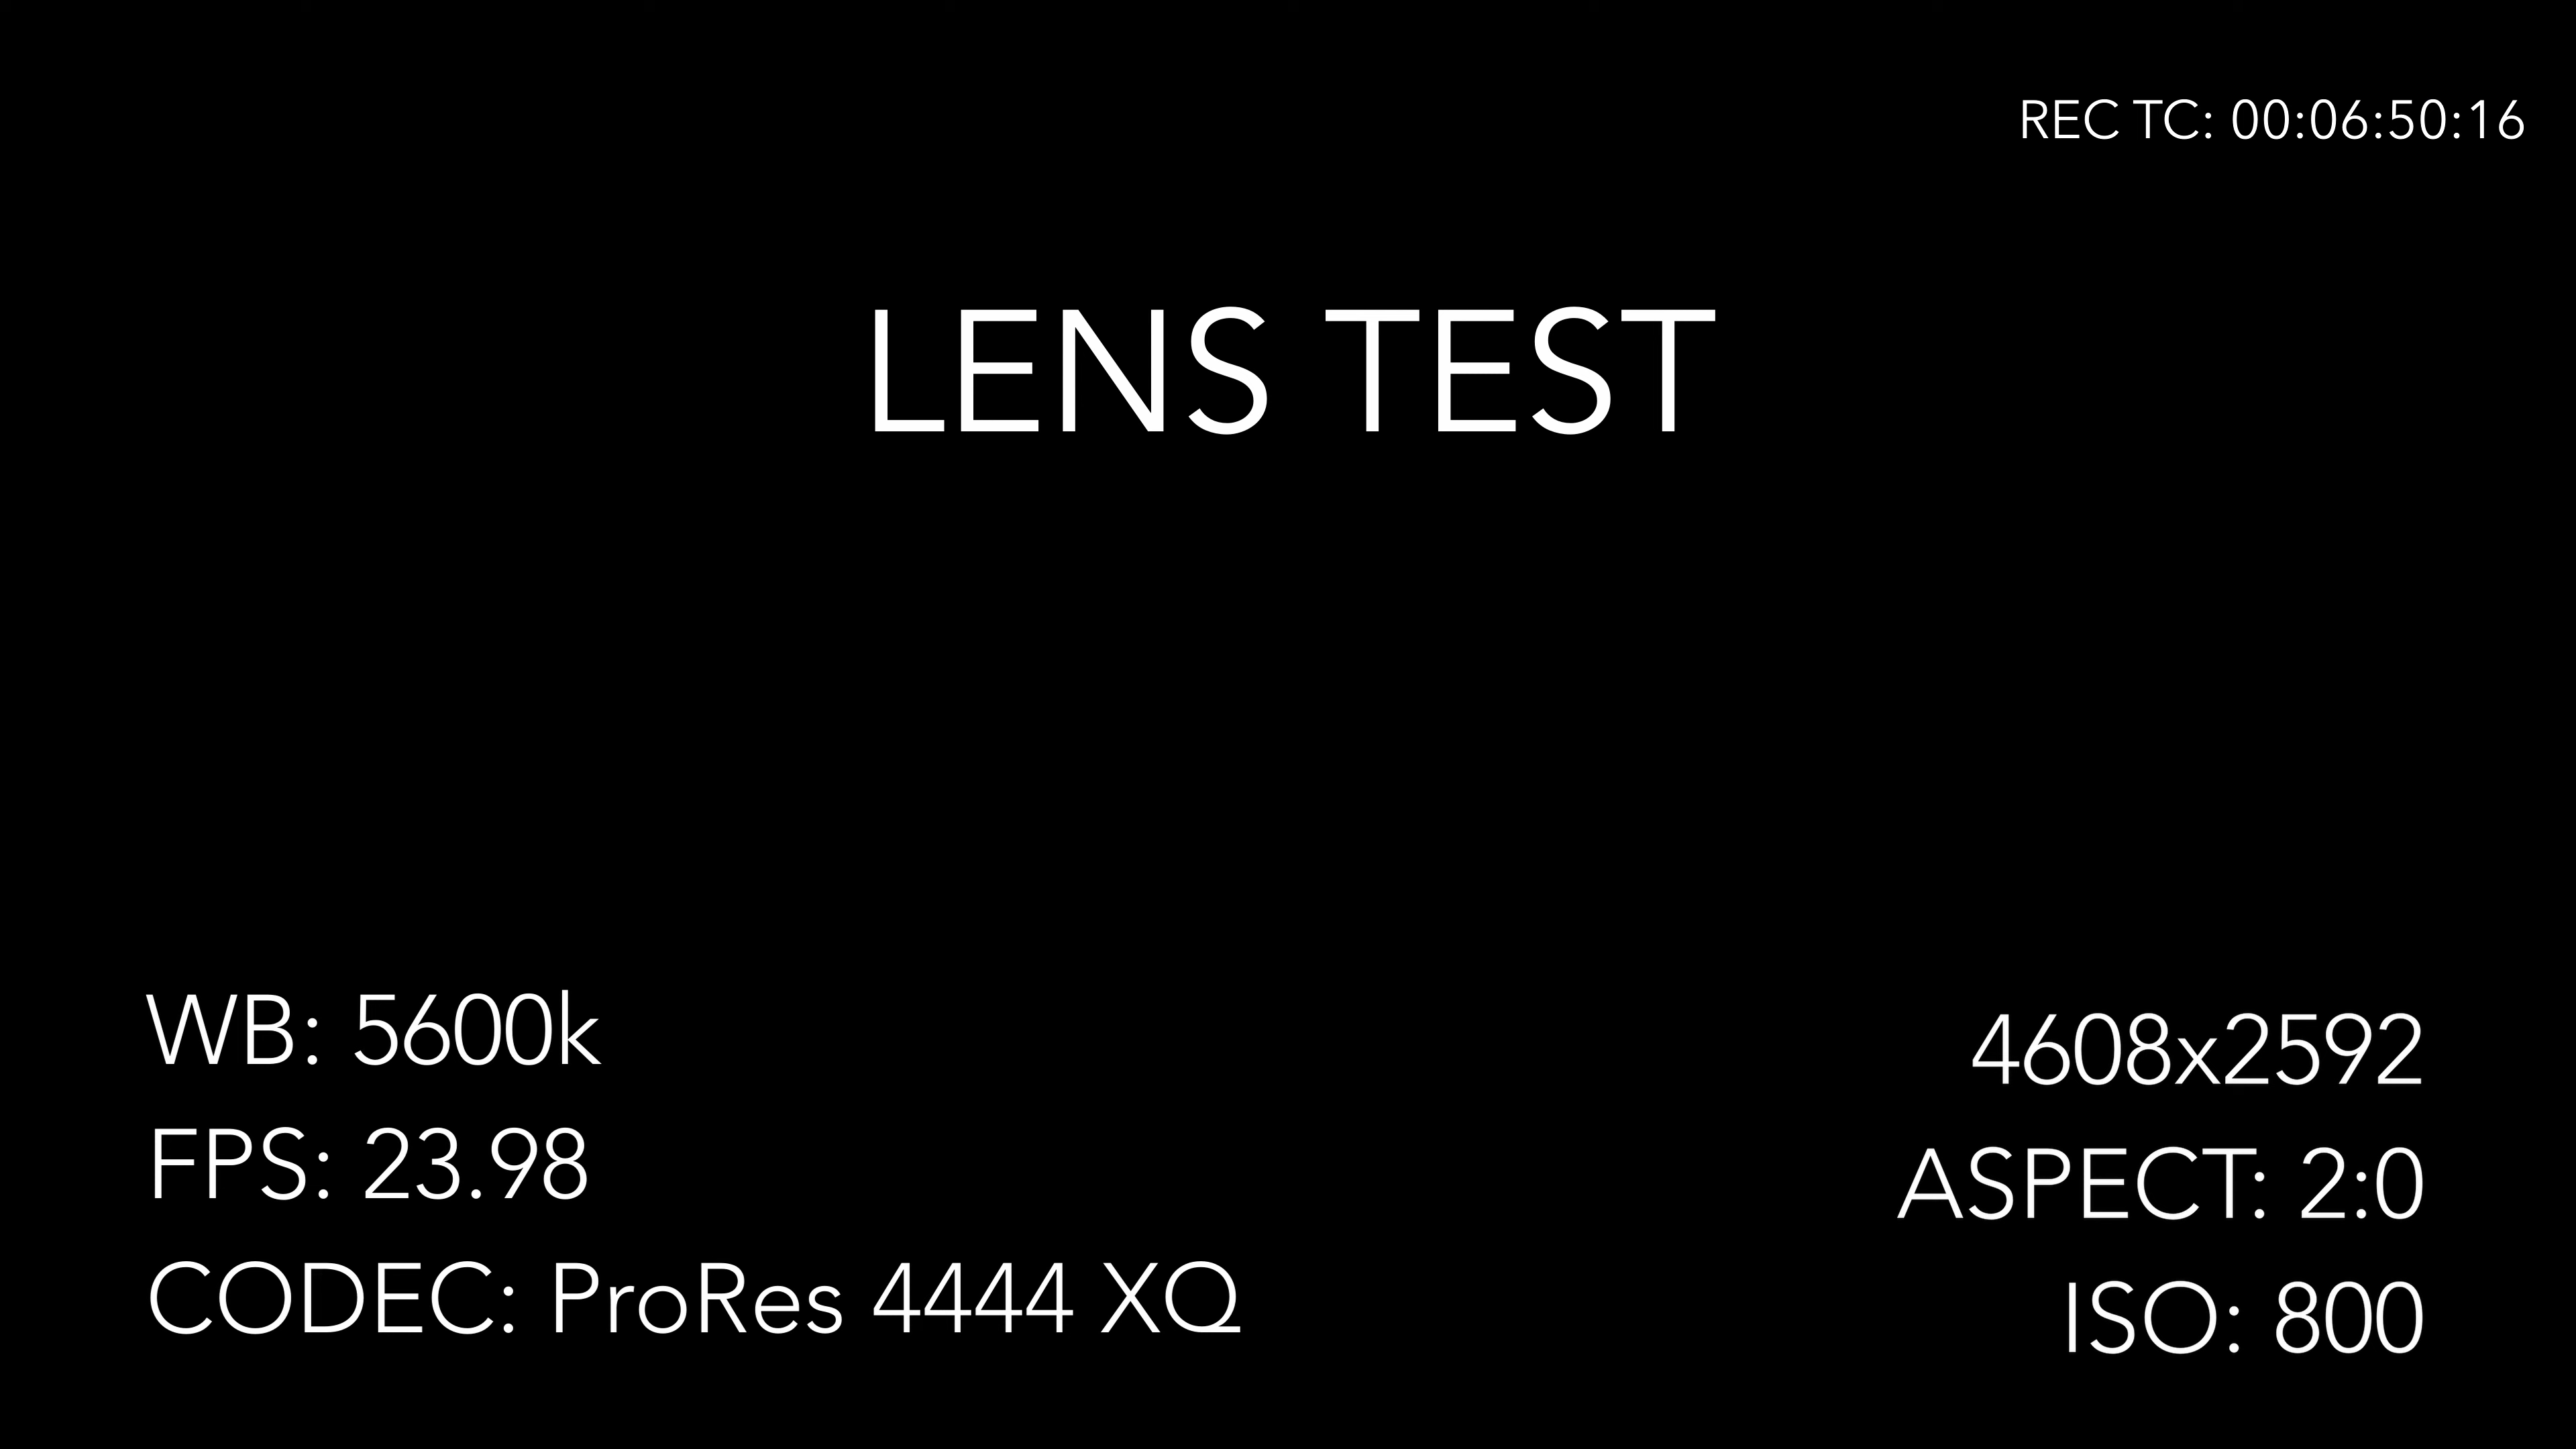 REC TC: 00:06:50:16
LENS TEST
WB: 5600k
FPS: 23.98
CODEC: ProRes 4444 XQ
4608x2592
ASPECT: 2:0
ISO: 800